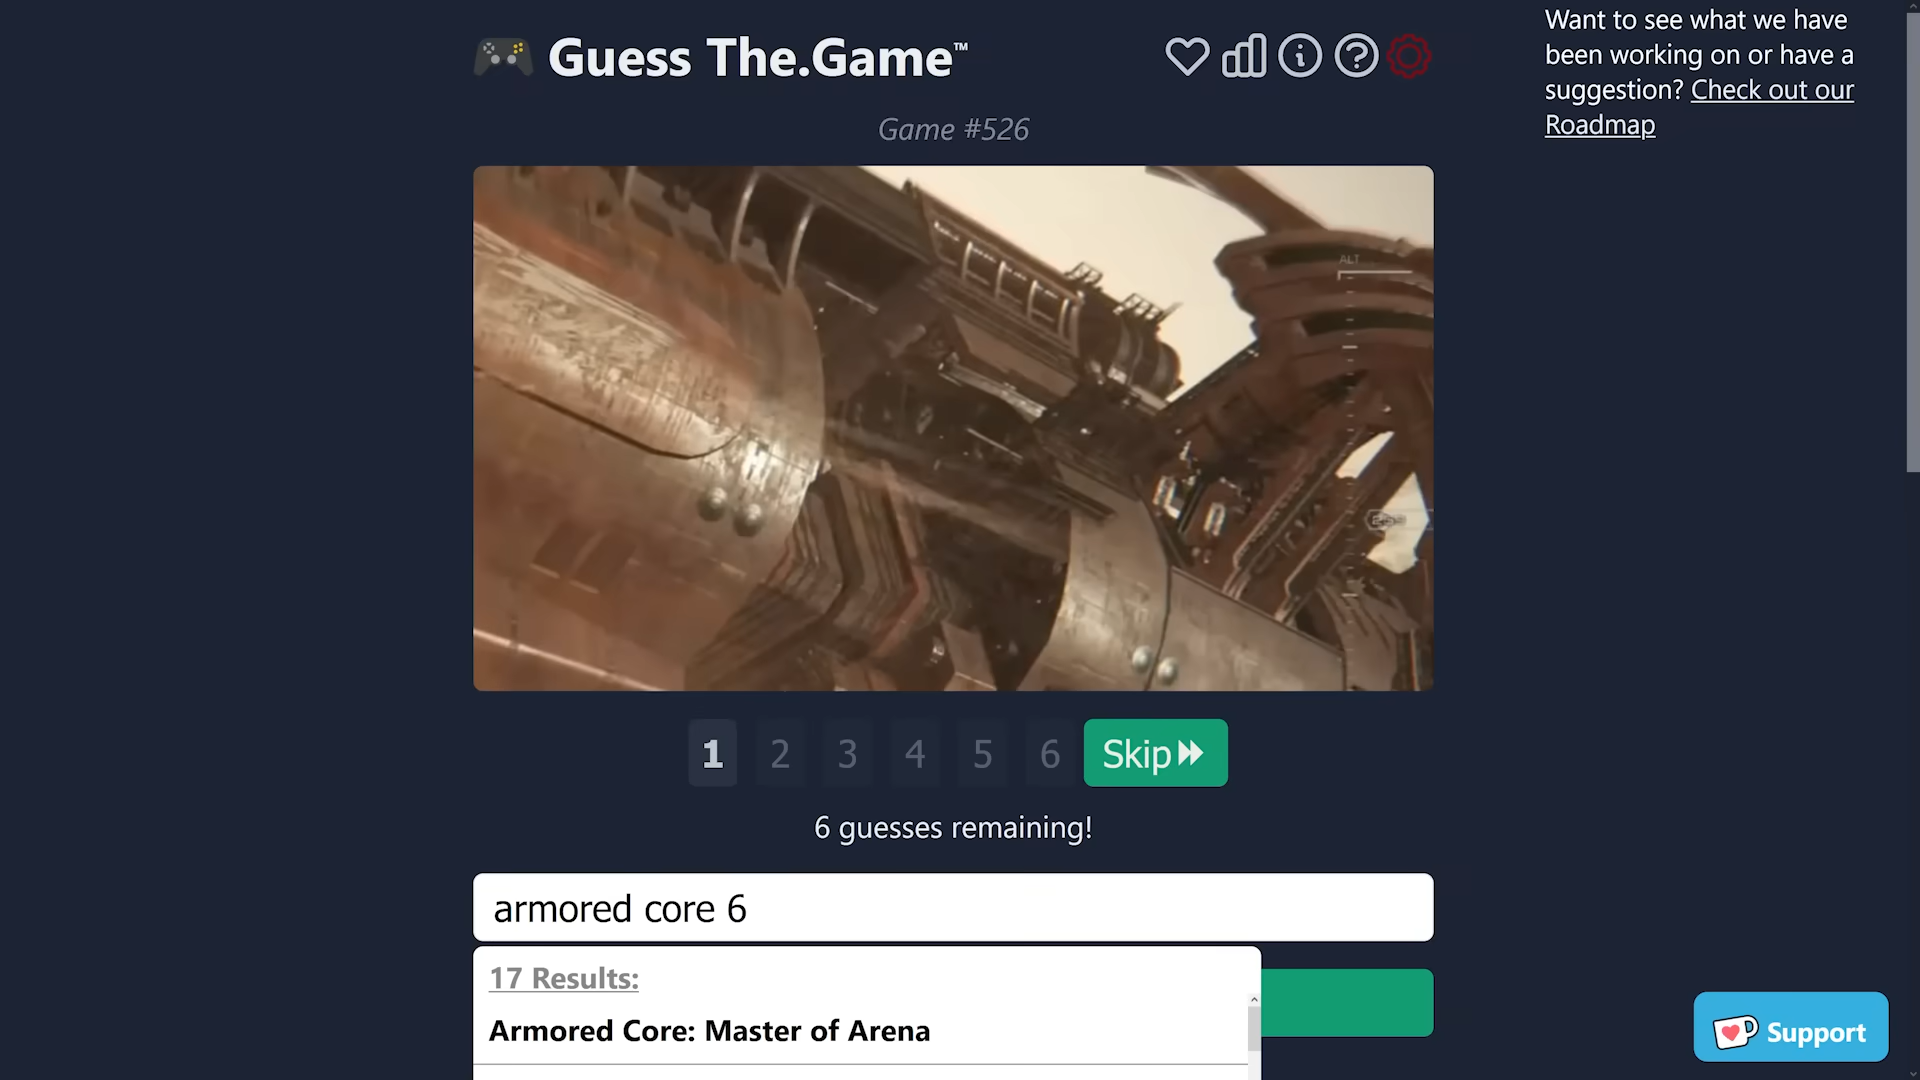 Guess The.Game™
Want to see what we have
been working on or have a
suggestion? Check out our
Roadmap
Game #526
ALT
1 2 3 4 5 6 Skip
6 guesses remaining!
armored core 6
17 Results:
Armored Core: Master of Arena
Support